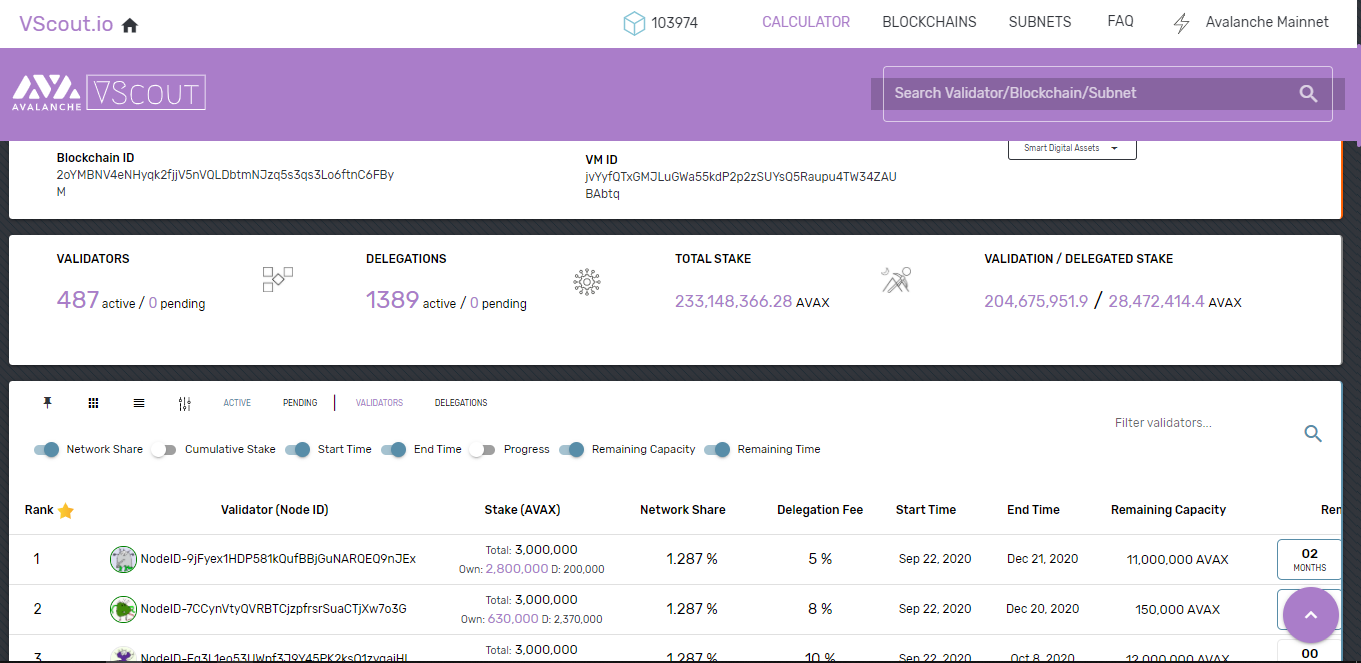 VScout.io
103974
CALCULATOR
BLOCKCHAINS
SUBNETS
FAQ
Avalanche Mainnet
AVALANCHE
VScout
Search Validator/Blockchain/Subnet
Blockchain ID
2oYMBNV4eNHyqk2fjjV5nVQLDbtmNJzq5s3qs3Lo6ftnC6FBy
M
VM ID
jvYyfQTxGMJLuGWa55kdP2p2zSUYsQ5Raupu4TW34ZAU
BAbtq
Smart Digital Assets
VALIDATORS
487 active / 0 pending
DELEGATIONS
1389 active / 0 pending
TOTAL STAKE
233,148,366.28 AVAX
VALIDATION / DELEGATED STAKE
204,675,951.9 / 28,472,414.4 AVAX
ACTIVE
PENDING
VALIDATORS
DELEGATIONS
Filter validators...
Network Share
Cumulative Stake
Start Time
End Time
Progress
Remaining Capacity
Remaining Time
Rank
Validator (Node ID)
Stake (AVAX)
Network Share
Delegation Fee
Start Time
End Time
Remaining Capacity
Ren
1
NodeID-9jFyex1HDP581kQufBBjGuNARQEQ9nJEx
Total: 3,000,000
Own: 2,800,000 D: 200,000
1.287 %
5 %
Sep 22, 2020
Dec 21, 2020
11,000,000 AVAX
02
MONTHS
2
NodeID-7CCynVtyQVRBTCjzpfrsrSuaCTjXw7o3G
Total: 3,000,000
Own: 630,000 D: 2,370,000
1.287 %
8 %
Sep 22, 2020
Dec 20, 2020
150,000 AVAX
3
Total: 3,000,000
1.287 %
10 %
Sep 22, 2020
Oct 8, 2020
12,000,000 AVAX
00